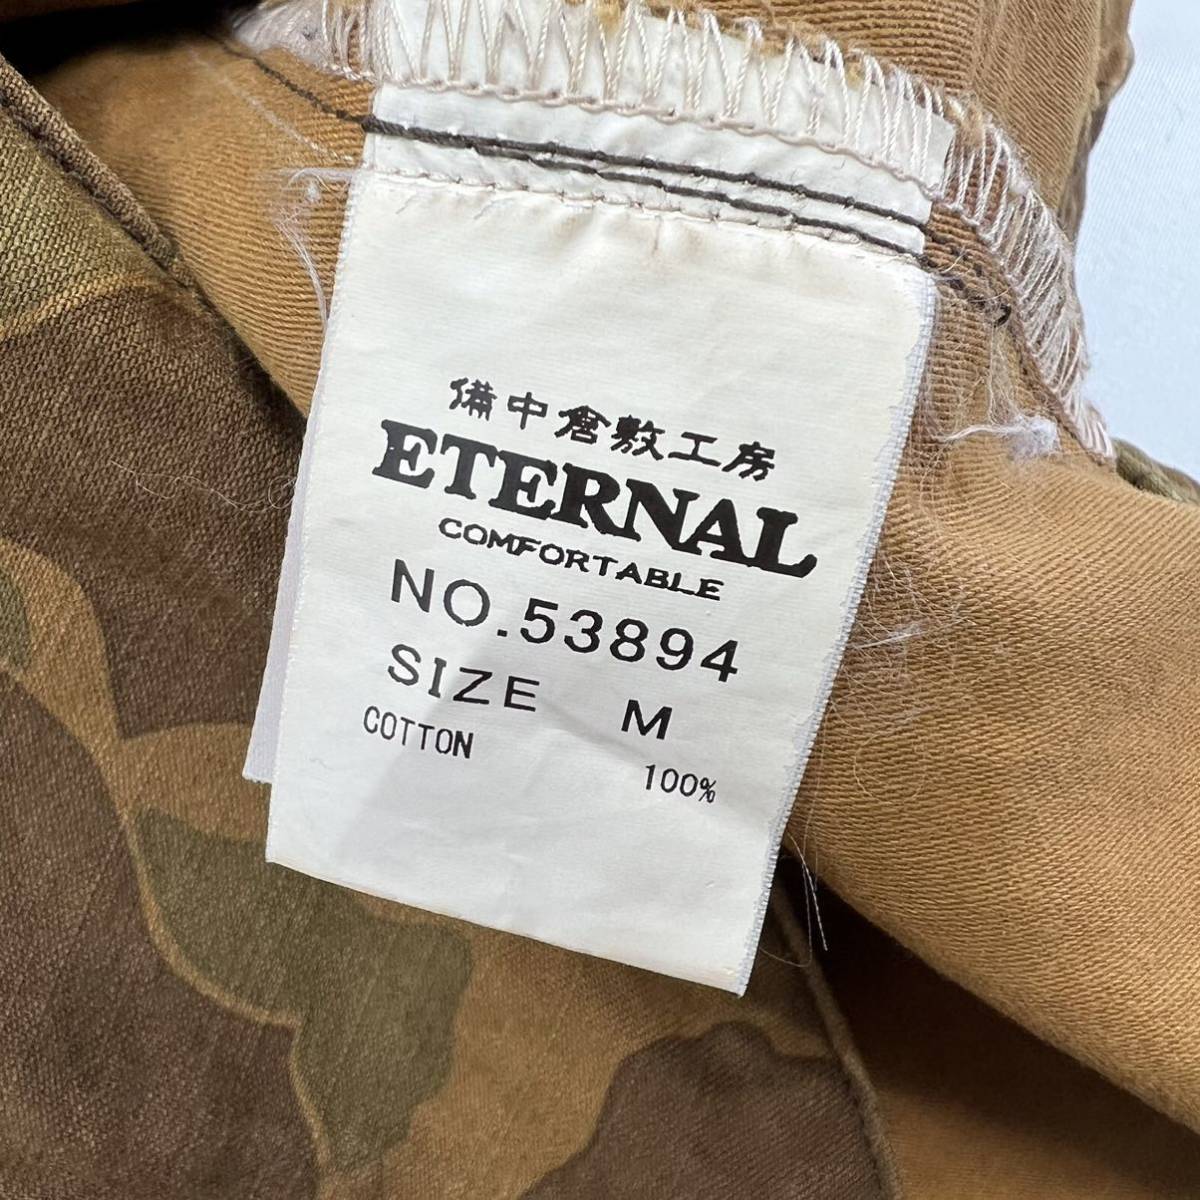 備中倉敷工房
ETERNAL
COMFORTABLE
NO.53894
SIZE M
COTTON 100%